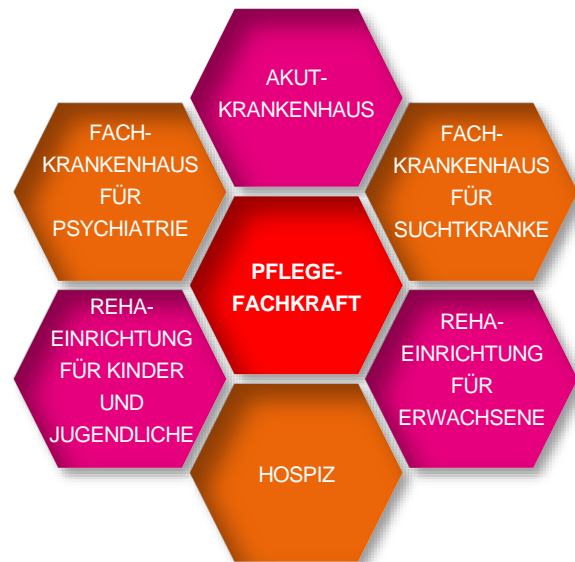 AKUT-
KRANKENHAUS
FACH-
KRANKENHAUS
FÜR
PSYCHIATRIE
FACH-
KRANKENHAUS
FÜR
SUCHTKRANKE
PFLEGE-
FACHKRAFT
REHA-
EINRICHTUNG
FÜR KINDER
UND
JUGENDLICHE
REHA-
EINRICHTUNG
FÜR
ERWACHSENE
HOSPIZ